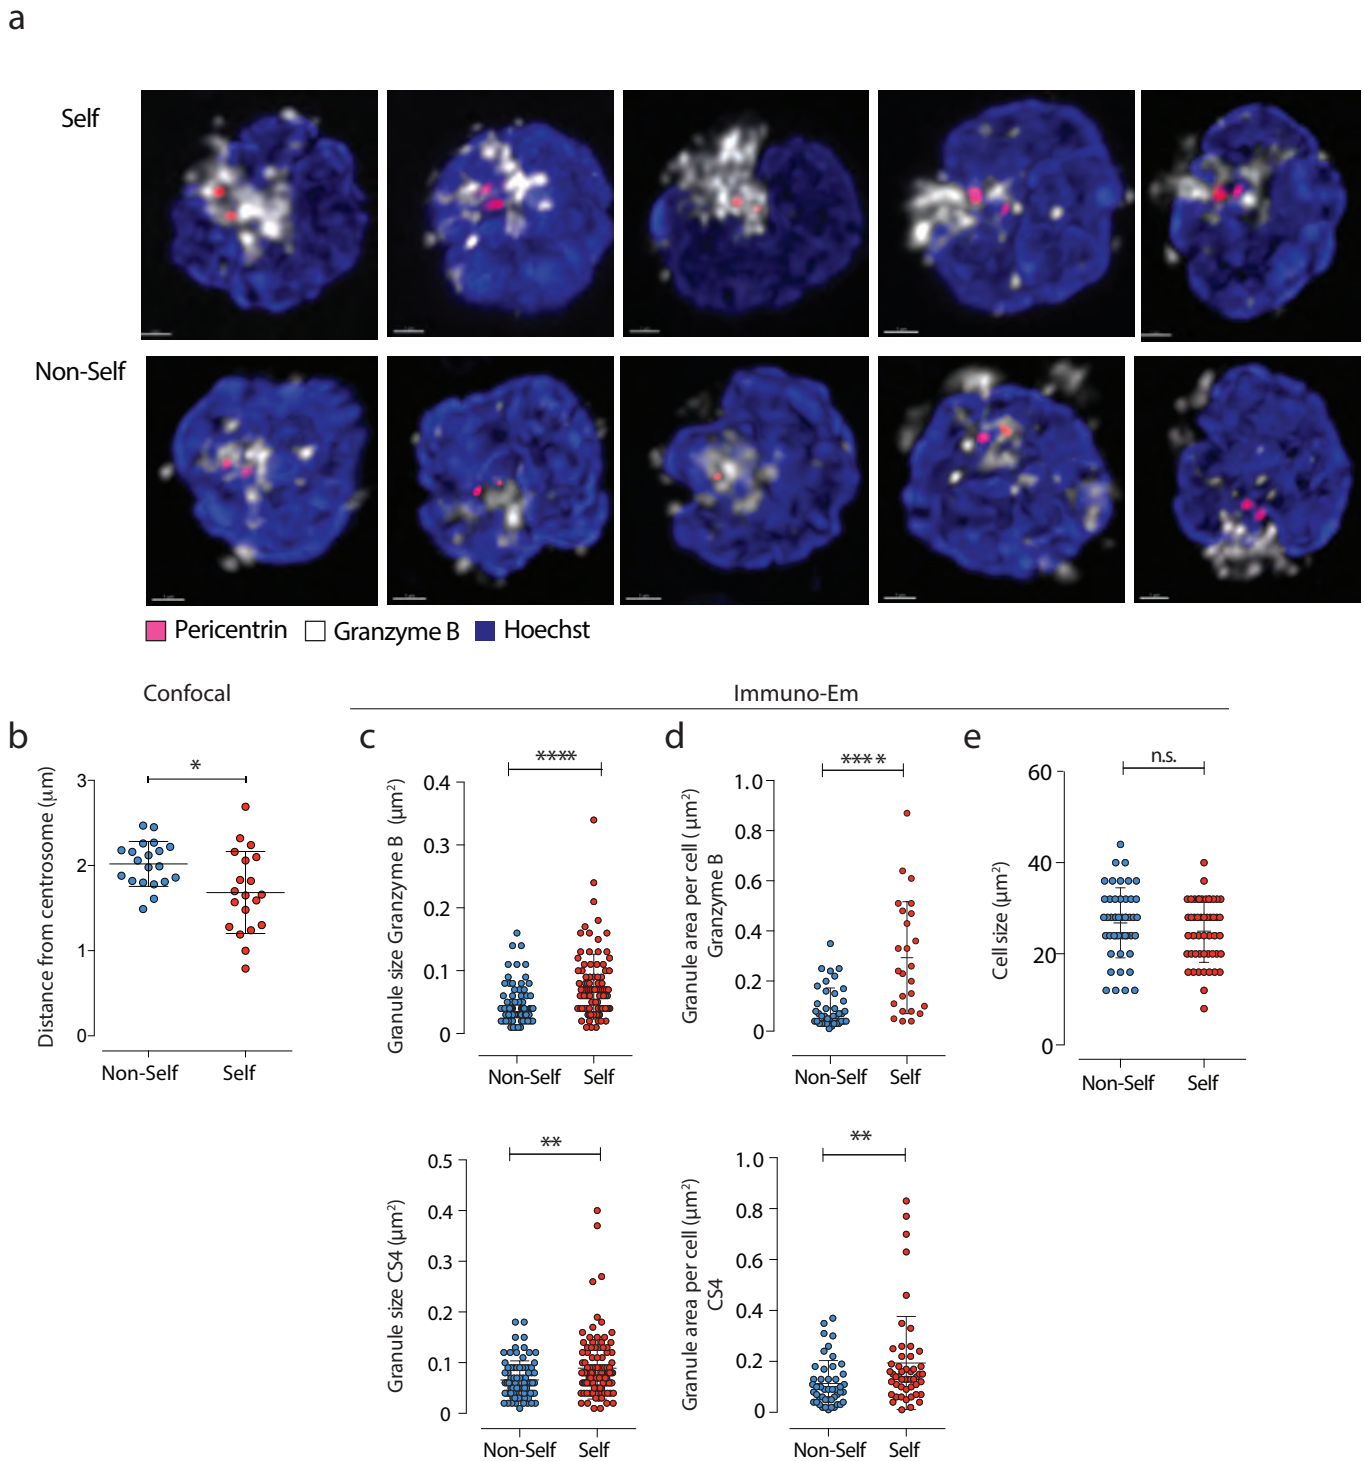 a
Self
Non-Self
Pericentrin Granzyme B Hoechst
Confocal
Immuno-Em
b
c
d
e
*
3
2
1
0
Distance from centrosome (μm)
Non-Self Self
****
0.4
0.3
0.2
0.1
0
Granule size Granzyme B (μm²)
Non-Self Self
****
1.0
0.8
0.6
0.4
0.2
0
Granule area per cell ( μm²)
Granzyme B
Non-Self Self
n.s.
60
40
20
0
Cell size (μm²)
Non-Self Self
**
0.5
0.4
0.3
0.2
0.1
0
Granule size CS4 (μm²)
Non-Self Self
**
1.0
0.8
0.6
0.4
0.2
0
Granule area per cell (μm²)
CS4
Non-Self Self